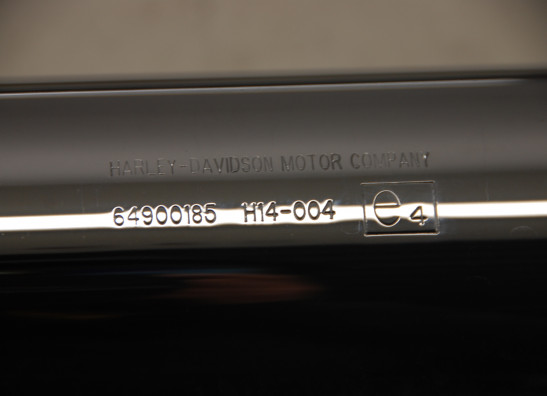 HARLEY-DAVIDSON MOTOR COMPANY
64900185 H14-004 e4